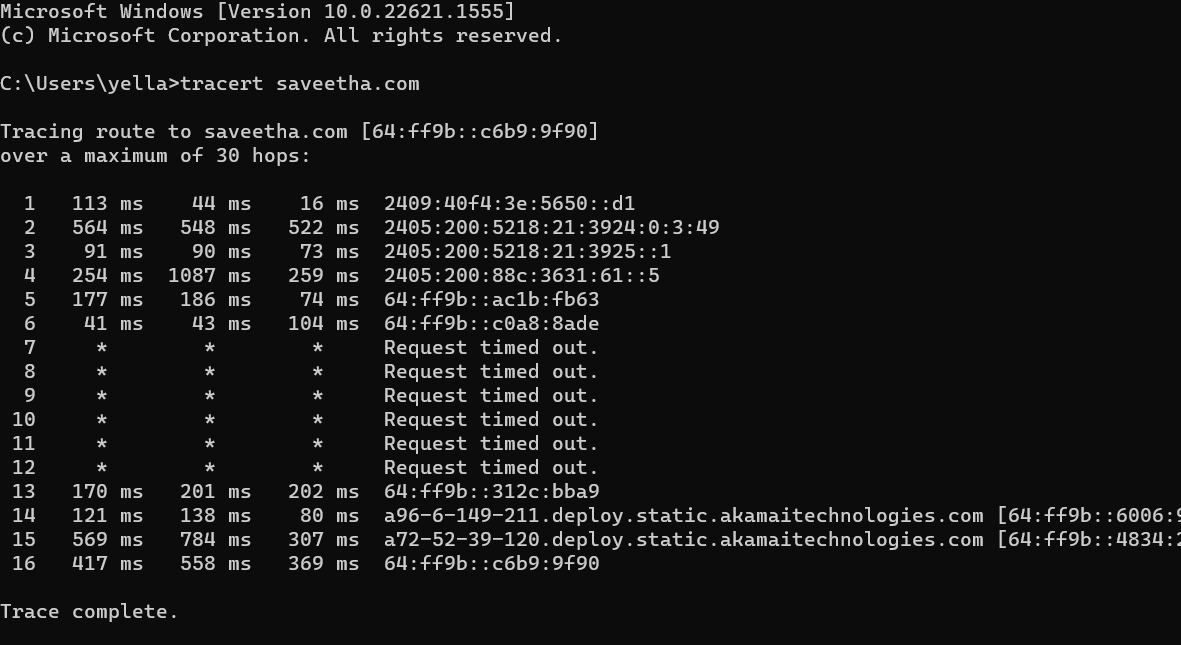 Microsoft Windows [Version 10.0.22621.1555]
(c) Microsoft Corporation. All rights reserved.
C:\Users\yella>tracert saveetha.com
Tracing route to saveetha.com [64:ff9b::c6b9:9f90]
over a maximum of 30 hops:
1 113 ms 44 ms 16 ms 2409:40f4:3e:5650::d1
2 564 ms 548 ms 522 ms 2405:200:5218:21:3924:0:3:49
3 91 ms 90 ms 73 ms 2405:200:5218:21:3925::1
4 254 ms 1087 ms 259 ms 2405:200:88c:3631:61::5
5 177 ms 186 ms 74 ms 64:ff9b::ac1b:fb63
6 41 ms 43 ms 104 ms 64:ff9b::c0a8:8ade
7 * * * Request timed out.
8 * * * Request timed out.
9 * * * Request timed out.
10 * * * Request timed out.
11 * * * Request timed out.
12 * * * Request timed out.
13 170 ms 201 ms 202 ms 64:ff9b::312c:bba9
14 121 ms 138 ms 80 ms a96-6-149-211.deploy.static.akamaitechnologies.com [64:ff9b::6006:9
15 569 ms 784 ms 307 ms a72-52-39-120.deploy.static.akamaitechnologies.com [64:ff9b::4834:2
16 417 ms 558 ms 369 ms 64:ff9b::c6b9:9f90
Trace complete.